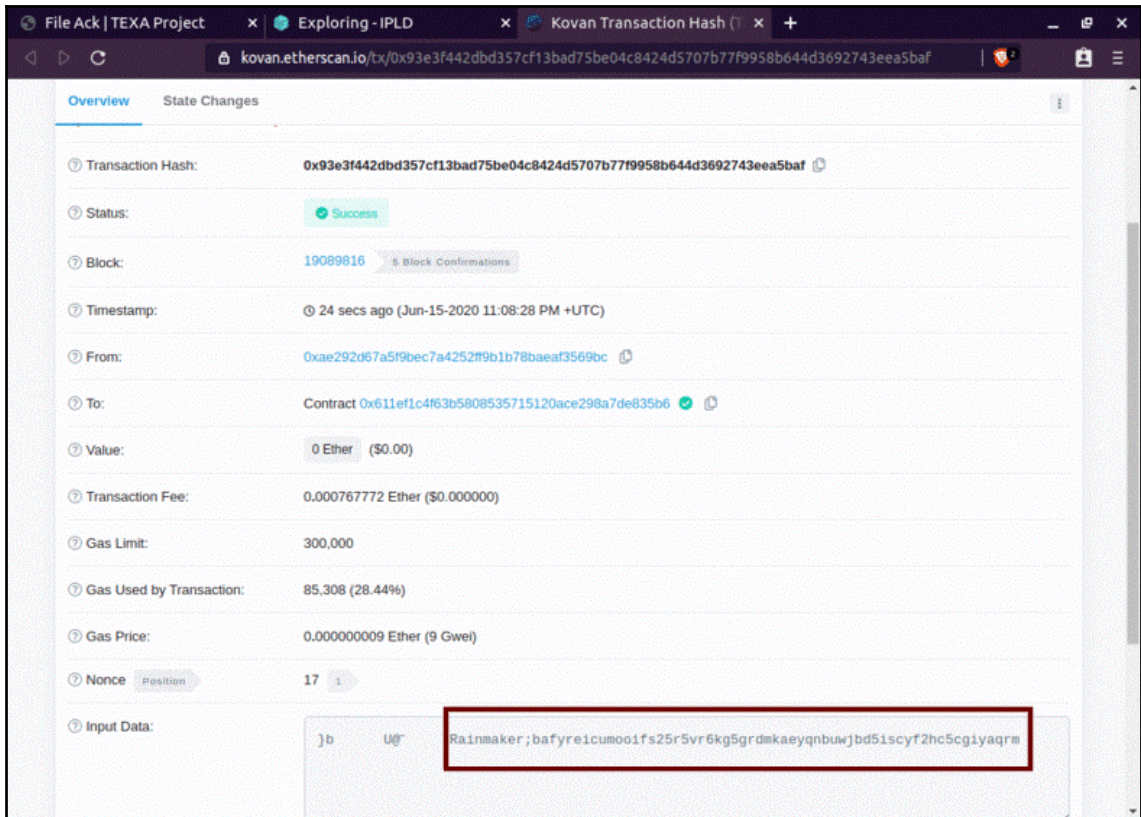 File Ack | TEXA Project
Exploring - IPLD
Kovan Transaction Hash (T
kovan.etherscan.io/tx/0x93e3f442dbd357cf13bad75be04c8424d5707b77f9958b644d3692743eea5baf
2
Overview State Changes
Transaction Hash: 0x93e3f442dbd357cf13bad75be04c8424d5707b77f9958b644d3692743eea5baf
Status: Success
Block: 19089816 5 Block Confirmations
Timestamp: 24 secs ago (Jun-15-2020 11:08:28 PM +UTC)
From: 0xae292d67a5f9bec7a4252ff9b1b78baeaf3569bc
To: Contract 0x611ef1c4f63b5808535715120ace298a7de835b6
Value: 0 Ether ($0.00)
Transaction Fee: 0.000767772 Ether ($0.000000)
Gas Limit: 300,000
Gas Used by Transaction: 85,308 (28.44%)
Gas Price: 0.000000009 Ether (9 Gwei)
Nonce Position 17 1
Input Data: }b U@¯ Rainmaker;bafyreicumooifs25r5vr6kg5grdmkaeyqnbuwjbd5iscyf2hc5cgiyaqrm